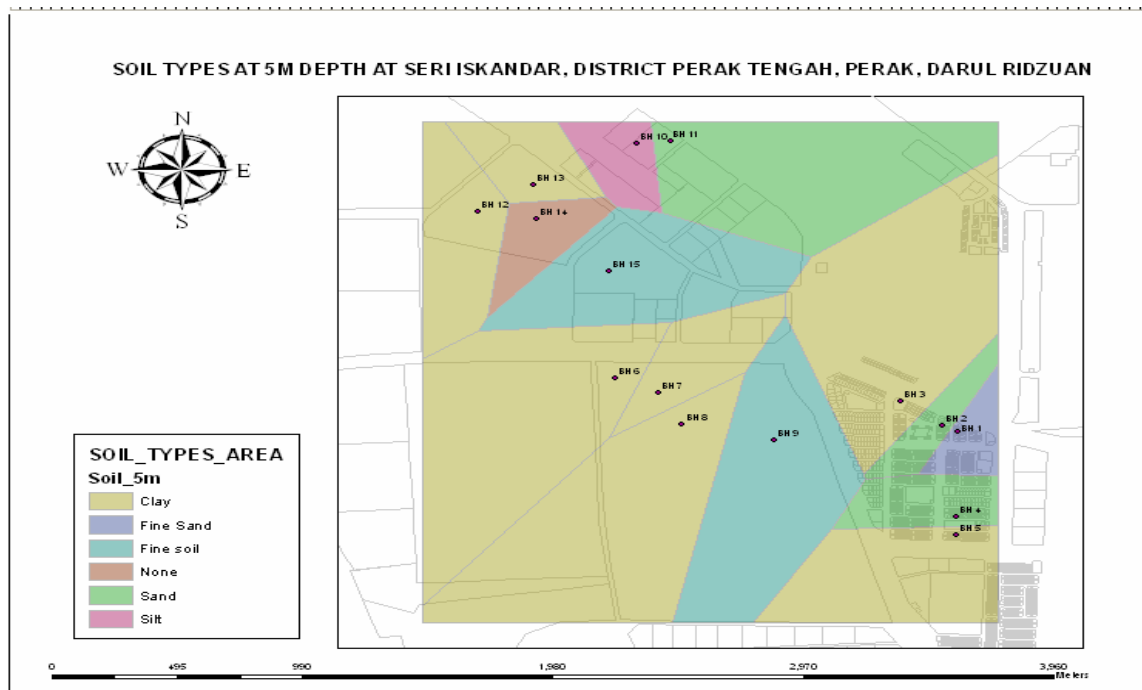 SOIL TYPES AT 5M DEPTH AT SERI ISKANDAR, DISTRICT PERAK TENGAH, PERAK, DARUL RIDZUAN
N
W E
S
BH 10
BH 11
BH 13
BH 12
BH 14
BH 15
BH 6
BH 7
BH 8
BH 9
BH 3
BH 2
BH 1
BH 4
BH 5
SOIL_TYPES_AREA
Soil_5m
Clay
Fine Sand
Fine soil
None
Sand
Silt
0 495 990 1,980 2,970 3,960
Meters